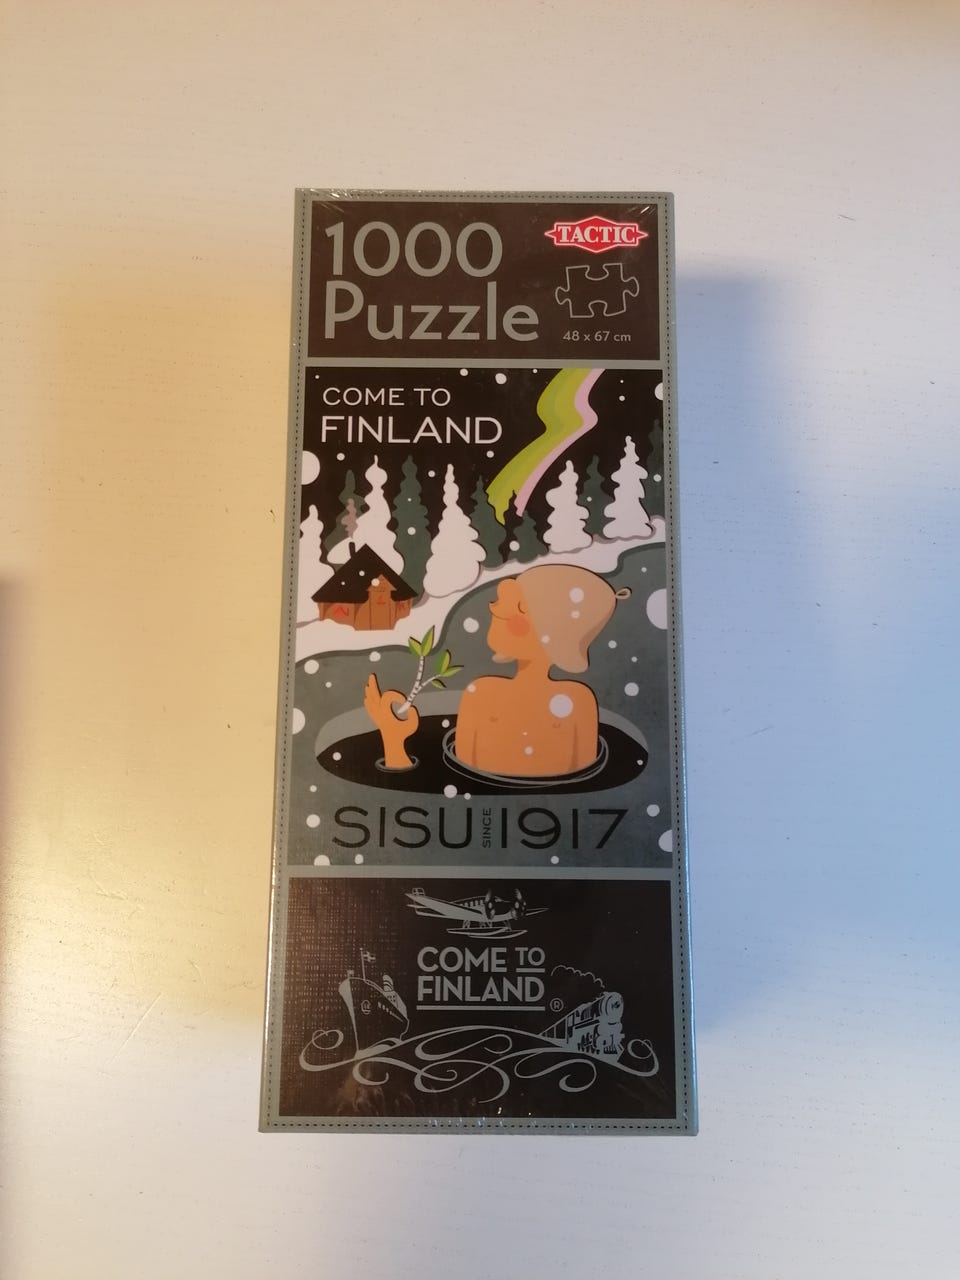 1000
Puzzle
TACTIC
48 x 67 cm
COME TO
FINLAND
SISU SINCE 1917
COME TO
FINLAND ®